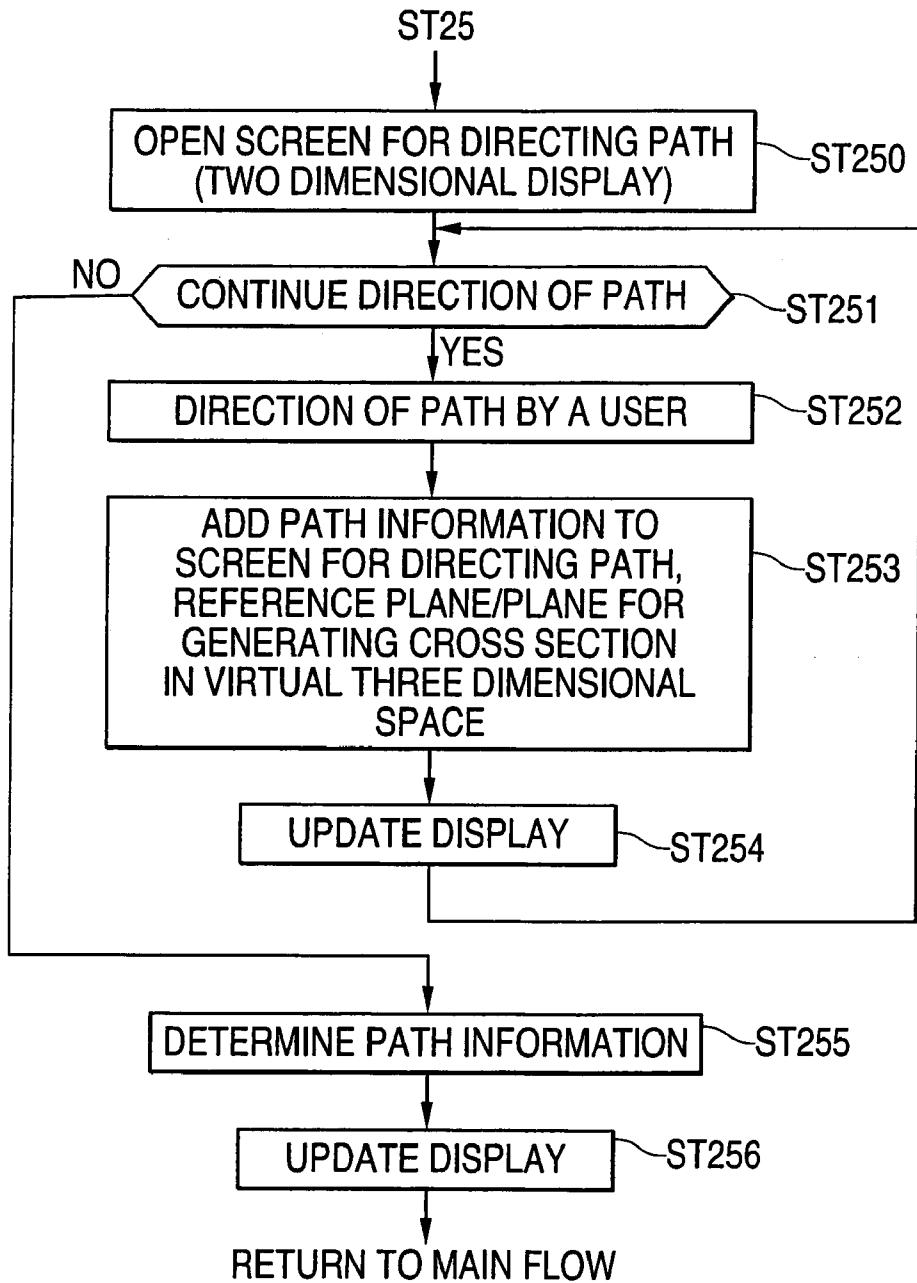 ST25
OPEN SCREEN FOR DIRECTING PATH
(TWO DIMENSIONAL DISPLAY)
ST250
NO
CONTINUE DIRECTION OF PATH
ST251
YES
DIRECTION OF PATH BY A USER
ST252
ADD PATH INFORMATION TO
SCREEN FOR DIRECTING PATH,
REFERENCE PLANE/PLANE FOR
GENERATING CROSS SECTION
IN VIRTUAL THREE DIMENSIONAL
SPACE
ST253
UPDATE DISPLAY
ST254
DETERMINE PATH INFORMATION
ST255
UPDATE DISPLAY
ST256
RETURN TO MAIN FLOW